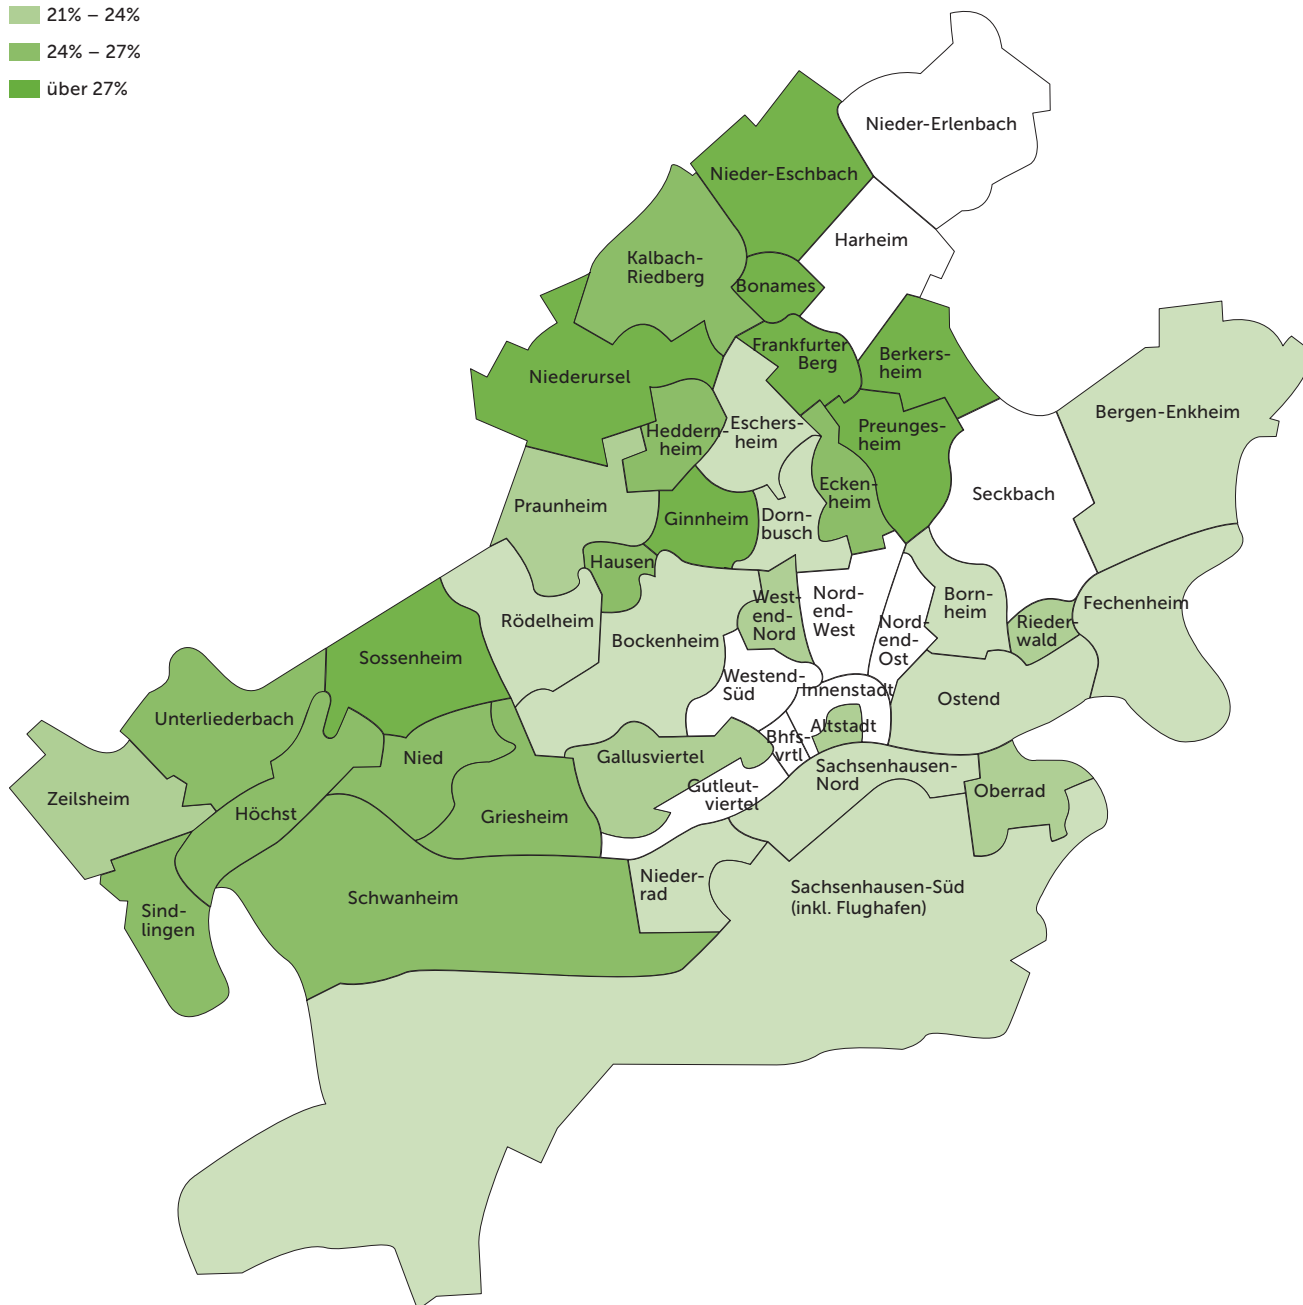 21% – 24%
24% – 27%
über 27%
Nieder-Erlenbach
Nieder-Eschbach
Harheim
Kalbach-
Riedberg
Bonames
Frankfurter
Berg
Berkers-
heim
Niederursel
Bergen-Enkheim
Heddern-
heim
Eschers-
heim
Preunges-
heim
Ecken-
heim
Seckbach
Praunheim
Ginnheim
Dorn-
busch
Hausen
Rödelheim
Bockenheim
West-
end-
Nord
Nord-
end-
West
Nord-
end-
Ost
Born-
heim
Rieder-
wald
Fechenheim
Sossenheim
Westend-
Süd
Innenstadt
Ostend
Unterliederbach
Altstadt
Bhfs-
vrtl
Nied
Gallusviertel
Sachsenhausen-
Nord
Gutleut-
viertel
Oberrad
Zeilsheim
Höchst
Griesheim
Nieder-
rad
Sachsenhausen-Süd
(inkl. Flughafen)
Schwanheim
Sind-
lingen